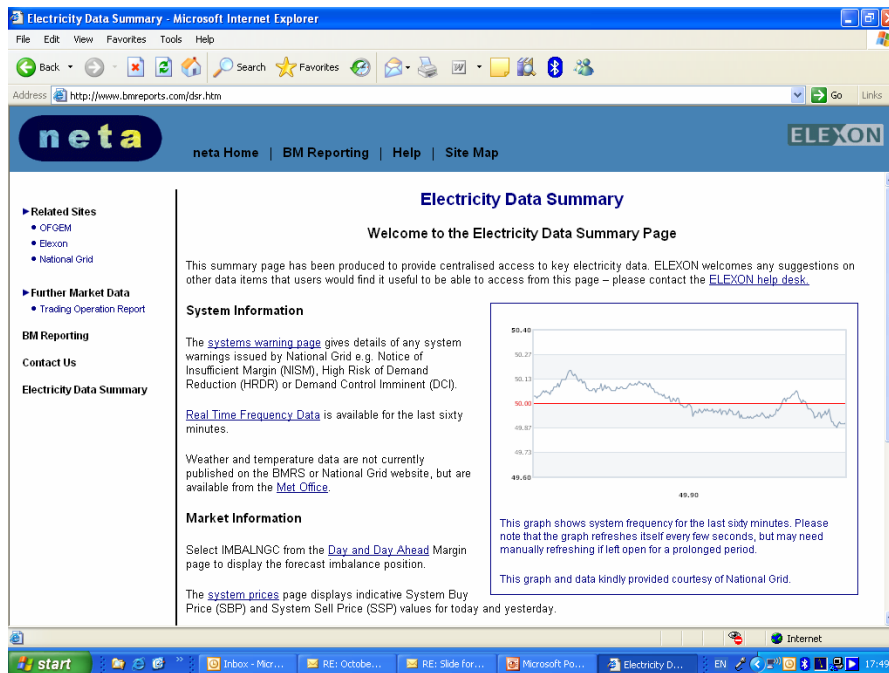 Electricity Data Summary - Microsoft Internet Explorer
File Edit View Favorites Tools Help
Back Search Favorites
Address http://www.bmreports.com/dsr.htm Go Links
neta
neta Home | BM Reporting | Help | Site Map
ELEXON
Related Sites
OFGEM
Elexon
National Grid
Further Market Data
Trading Operation Report
BM Reporting
Contact Us
Electricity Data Summary
Electricity Data Summary
Welcome to the Electricity Data Summary Page
This summary page has been produced to provide centralised access to key electricity data. ELEXON welcomes any suggestions on
other data items that users would find it useful to be able to access from this page – please contact the ELEXON help desk.
System Information
The systems warning page gives details of any system
warnings issued by National Grid e.g. Notice of
Insufficient Margin (NISM), High Risk of Demand
Reduction (HRDR) or Demand Control Imminent (DCI).
Real Time Frequency Data is available for the last sixty
minutes.
Weather and temperature data are not currently
published on the BMRS or National Grid website, but are
available from the Met Office.
Market Information
Select IMBALNGC from the Day and Day Ahead Margin
page to display the forecast imbalance position.
The system prices page displays indicative System Buy
Price (SBP) and System Sell Price (SSP) values for today and yesterday.
50.40
50.27
50.13
50.00
49.87
49.73
49.60
49.90
This graph shows system frequency for the last sixty minutes. Please
note that the graph refreshes itself every few seconds, but may need
manually refreshing if left open for a prolonged period.
This graph and data kindly provided courtesy of National Grid.
Internet
start Inbox - Micr... RE: Octobe... RE: Slide for... Microsoft Po... Electricity D... EN 17:49